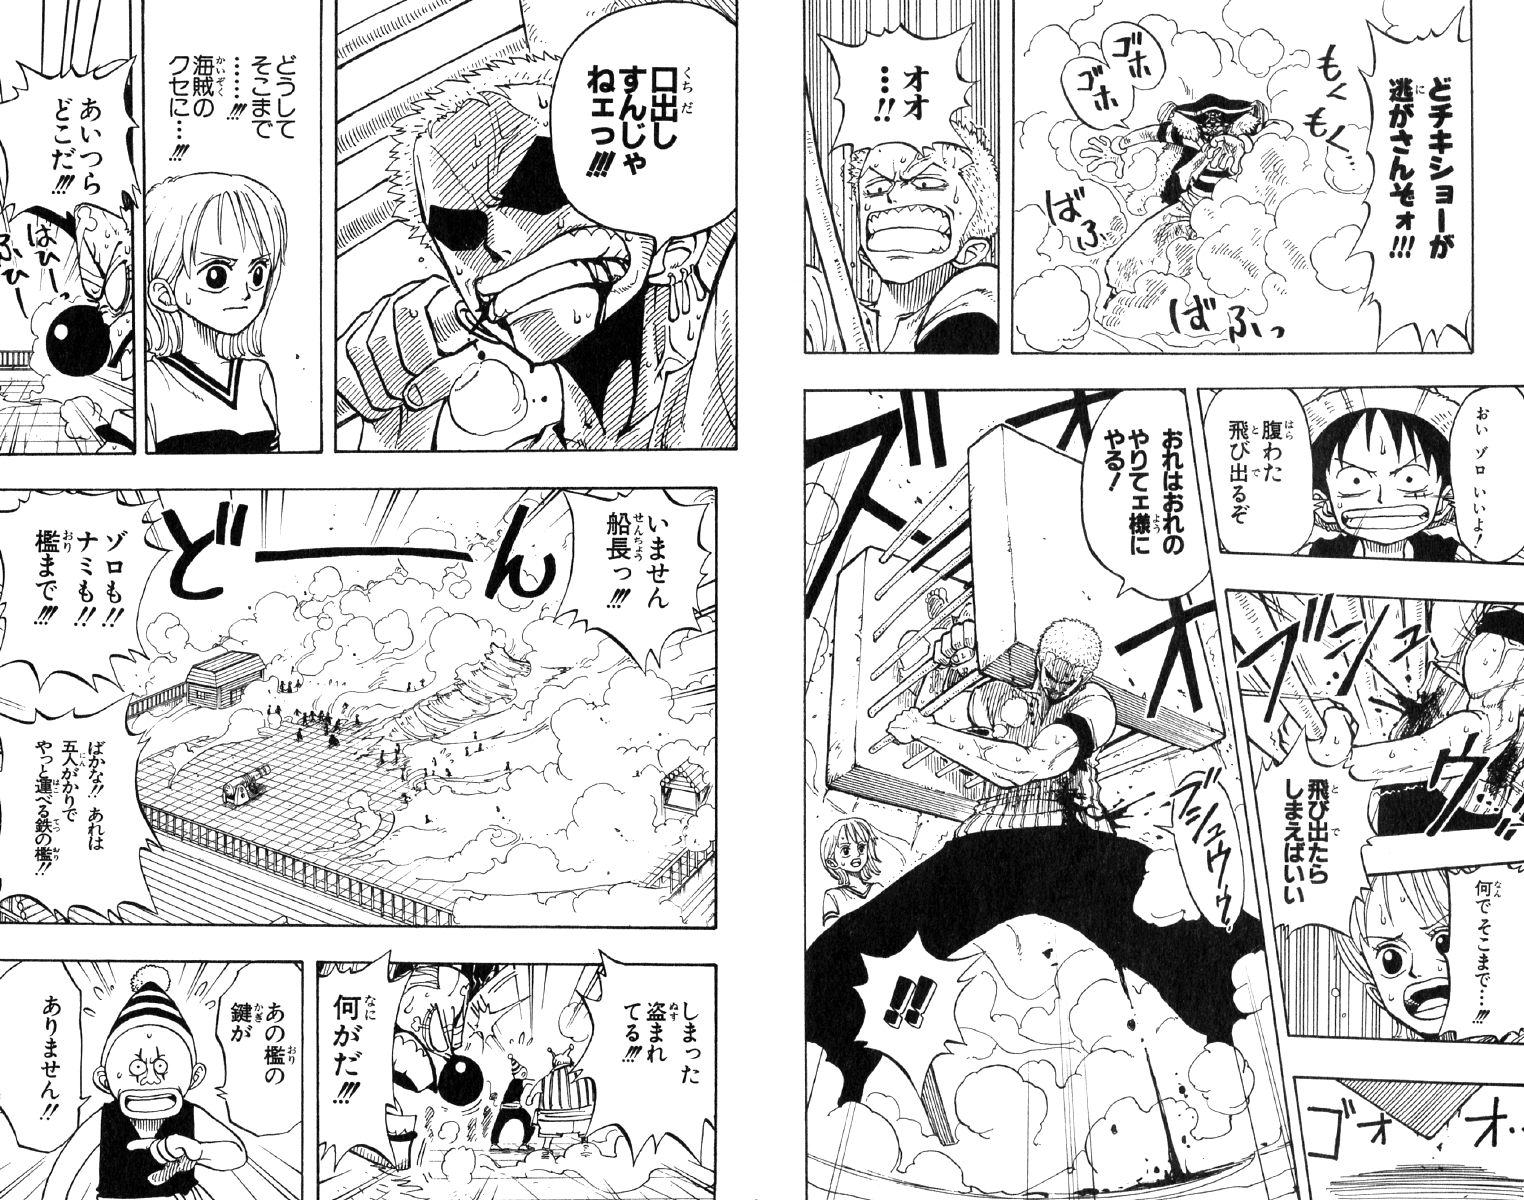 どチキショーが
逃がさんぞォ!!!
もくもく…
ゴホ
ゴホ
ばふ
ばふっ
オオ
…!!
おい ゾロ いいよ!
腹わた
飛び出るぞ
ブシュッ
飛び出たら
しまえばいい
何でそこまで…!!!
ゴォオ…
おれはおれの
やりてェ様に
やる!
ブシュウゥゥ
!!
口出し
すんじゃ
ねェっ!!!
どうして
そこまで
………!!!
海賊の
クセに…!!!
あいつら
どこだ!!!
はひーっ
ふひー
いません
船長っ!!!
どーーん
ゾロも!!
ナミも!!
檻まで!!!
ばかな!! あれは
五人がかりで
やっと運べる鉄の檻!!
しまった
盗まれ
てる!!!
何がだ!!!
あの檻の
鍵が
ありません!!